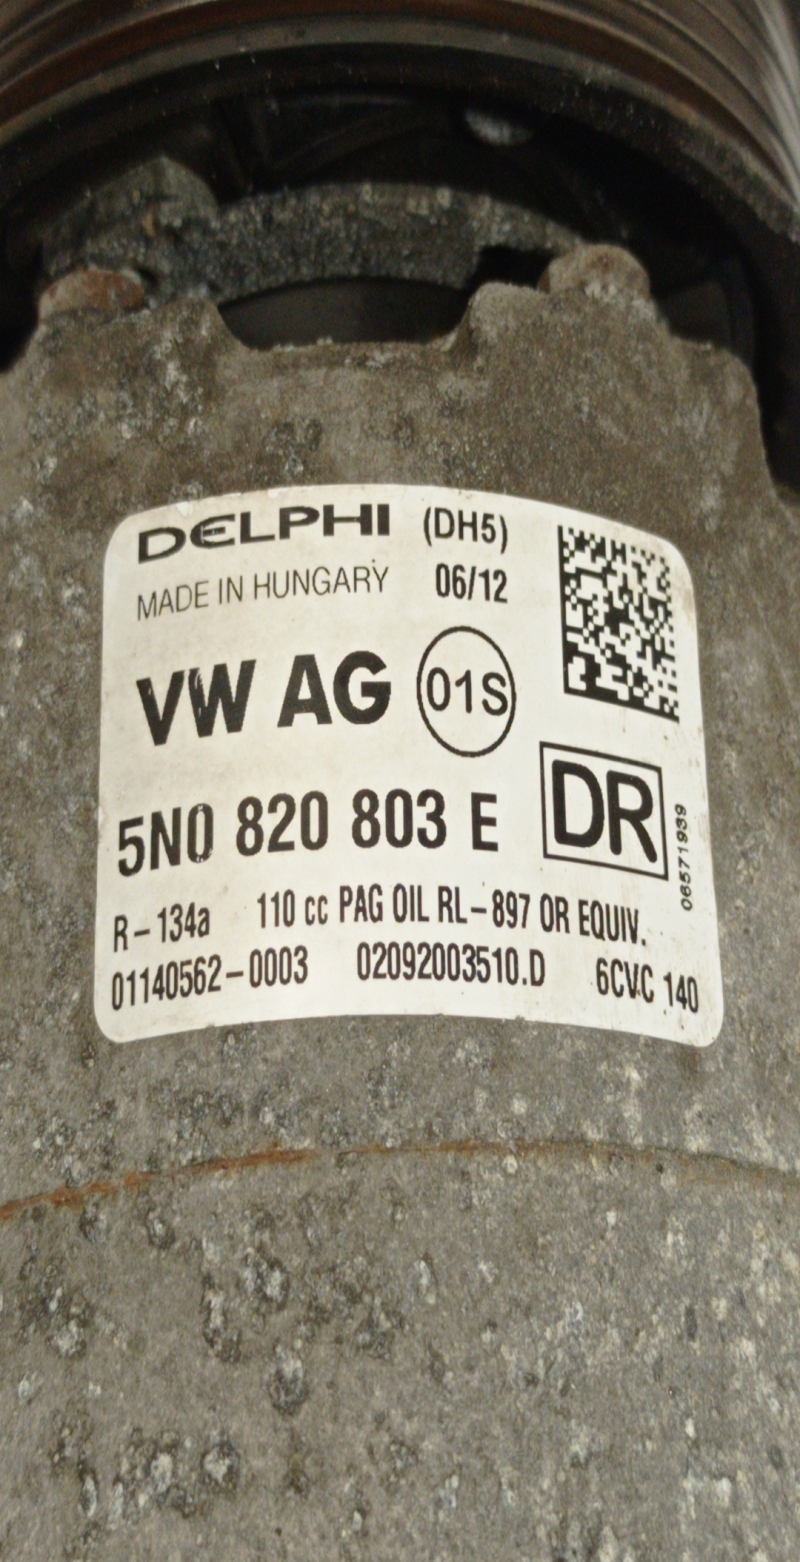 DELPHI (DH5)
MADE IN HUNGARY 06/12
VW AG 01S
5N0 820 803 E DR
06571939
R-134a 110 cc PAG OIL RL-897 OR EQUIV.
01140562-0003 02092003510.D 6CVC 140